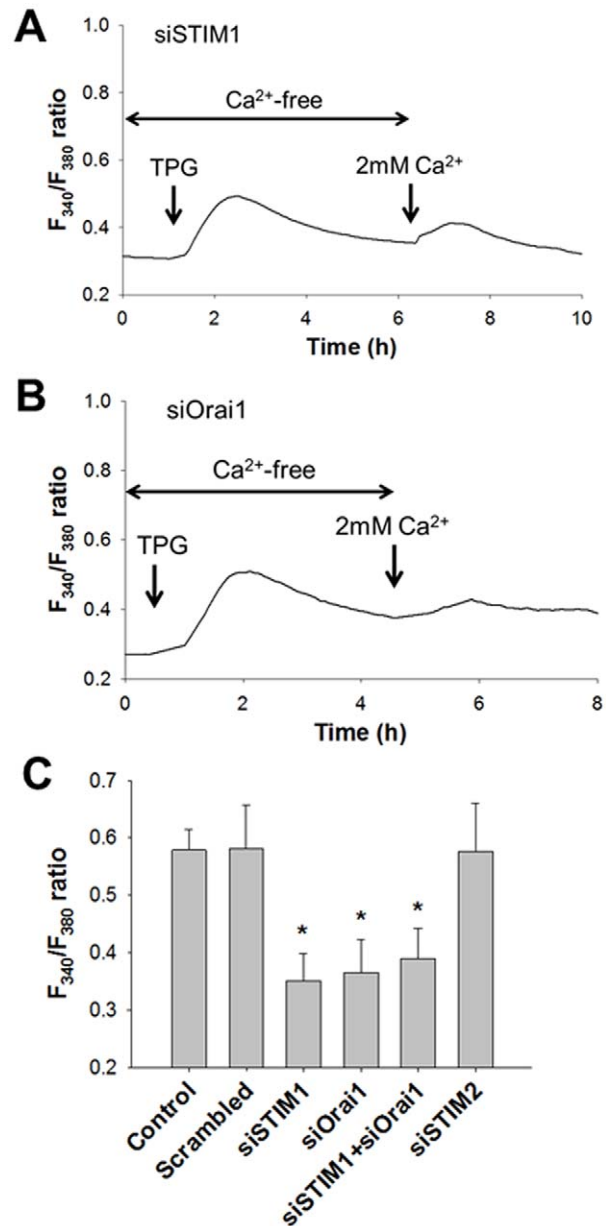 A
siSTIM1
Ca²⁺-free
TPG
2mM Ca²⁺
F₃₄₀/F₃₈₀ ratio
1.0
0.8
0.6
0.4
0.2
0 2 4 6 8 10
Time (h)
B
siOrai1
Ca²⁺-free
TPG
2mM Ca²⁺
F₃₄₀/F₃₈₀ ratio
1.0
0.8
0.6
0.4
0.2
0 2 4 6 8
Time (h)
C
F₃₄₀/F₃₈₀ ratio
0.7
0.6
0.5
0.4
0.3
0.2
* * *
Control
Scrambled
siSTIM1
siOrai1
siSTIM1+siOrai1
siSTIM2